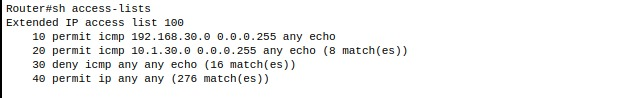 Router#sh access-lists
Extended IP access list 100
    10 permit icmp 192.168.30.0 0.0.0.255 any echo
    20 permit icmp 10.1.30.0 0.0.0.255 any echo (8 match(es))
    30 deny icmp any any echo (16 match(es))
    40 permit ip any any (276 match(es))